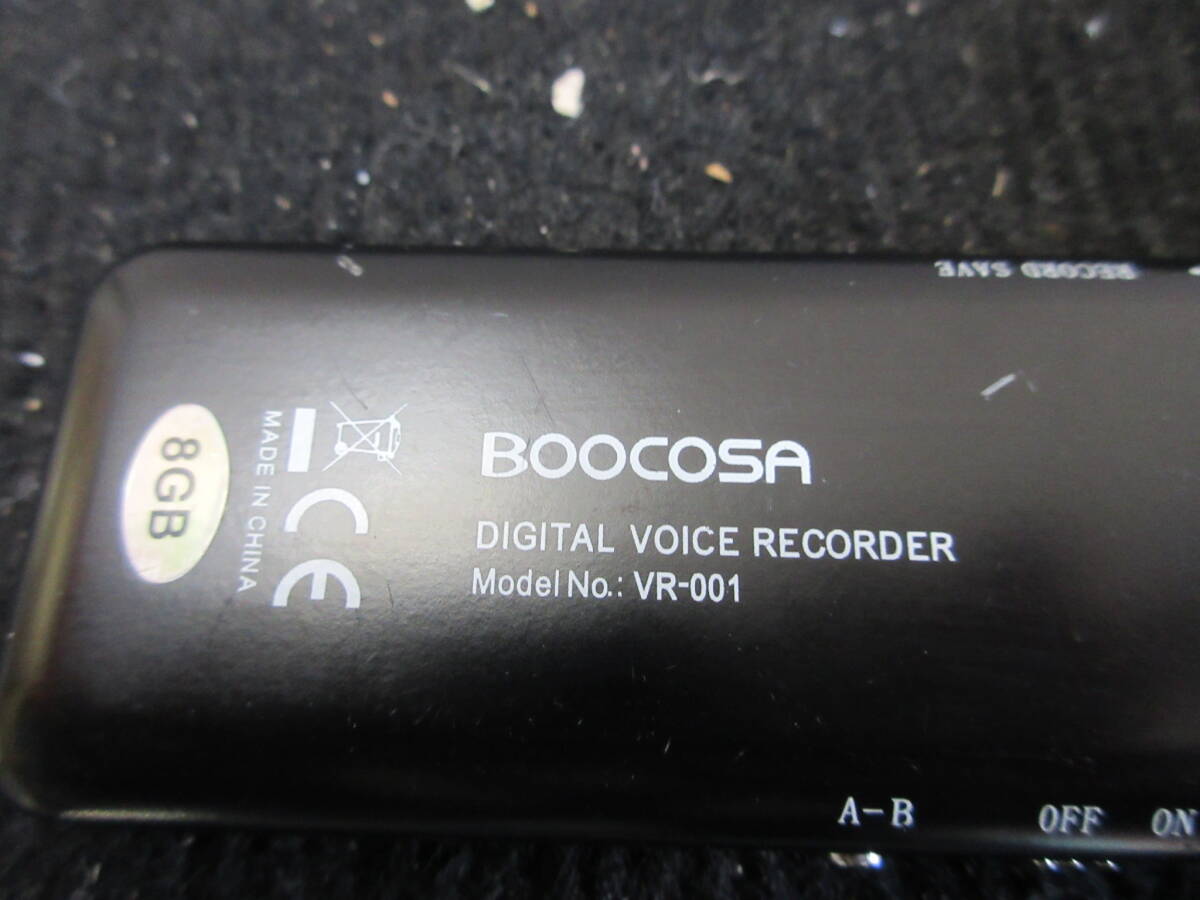 RECORD SAVE
BOOCOSA
DIGITAL VOICE RECORDER
Model No.: VR-001
MADE IN CHINA
CE
8GB
A-B
OFF ON